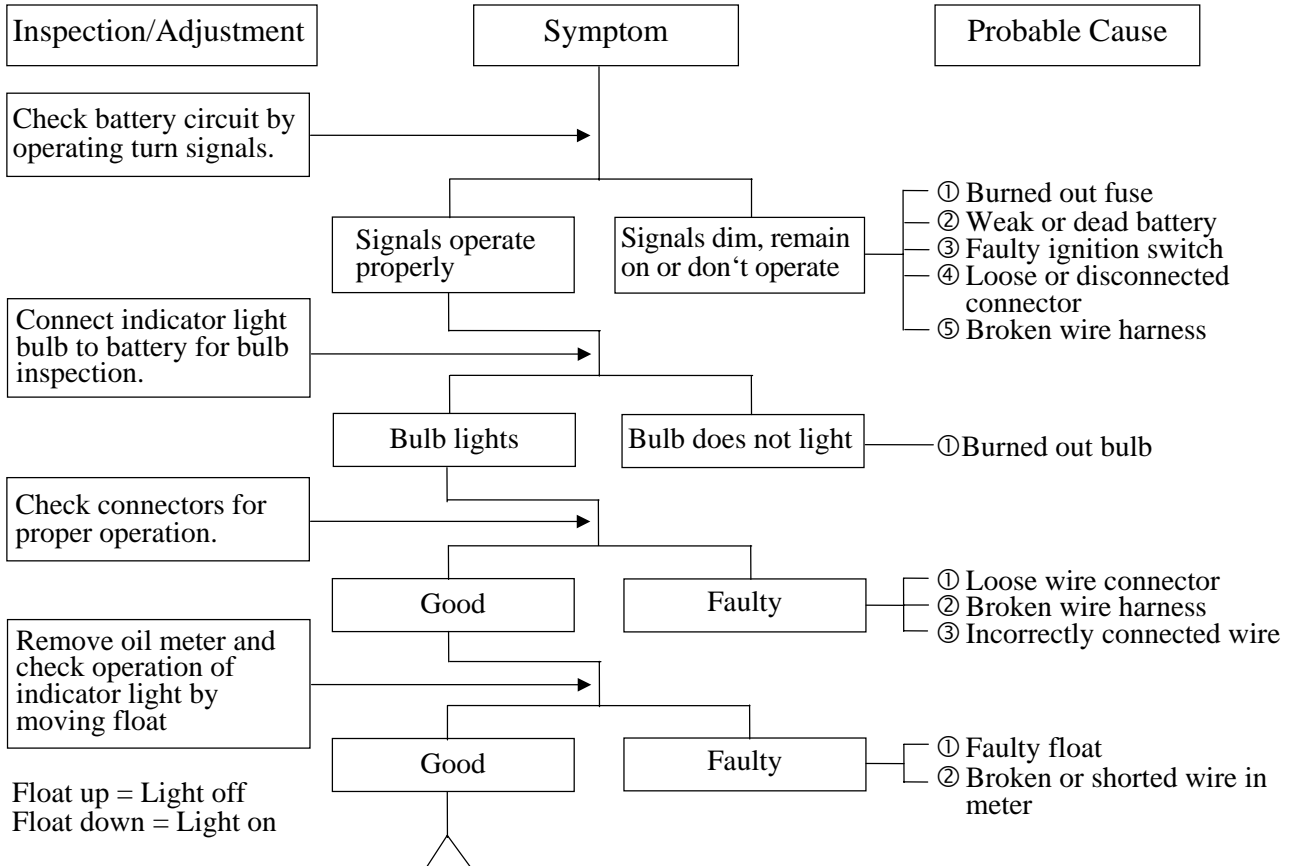 Inspection/Adjustment
Symptom
Probable Cause
Check battery circuit by
operating turn signals.
Signals operate
properly
Signals dim, remain
on or don‘t operate
① Burned out fuse
② Weak or dead battery
③ Faulty ignition switch
④ Loose or disconnected
connector
⑤ Broken wire harness
Connect indicator light
bulb to battery for bulb
inspection.
Bulb lights
Bulb does not light
①Burned out bulb
Check connectors for
proper operation.
Good
Faulty
① Loose wire connector
② Broken wire harness
③ Incorrectly connected wire
Remove oil meter and
check operation of
indicator light by
moving float
Good
Faulty
① Faulty float
② Broken or shorted wire in
meter
Float up = Light off
Float down = Light on